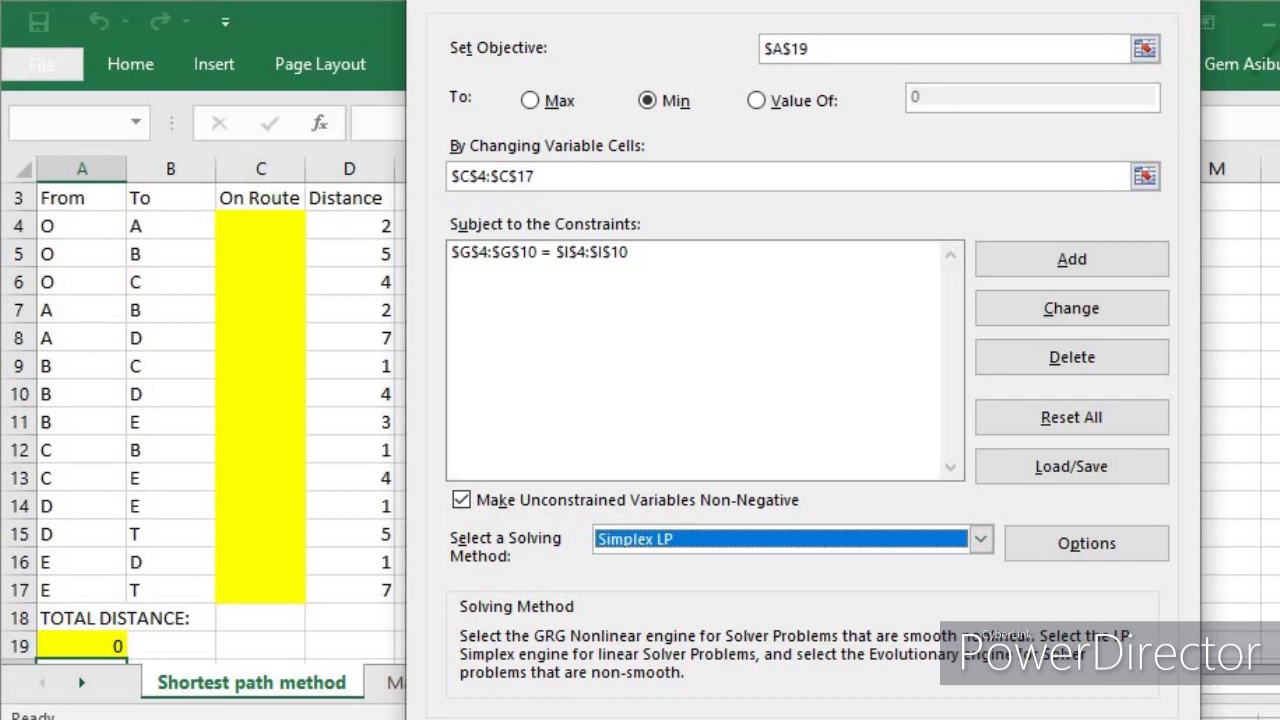 File Home Insert Page Layout Gem Asibu
fx
Set Objective: $A$19
To: Max Min Value Of: 0
By Changing Variable Cells:
$C$4:$C$17
Subject to the Constraints:
$G$4:$G$10 = $I$4:$I$10
Add
Change
Delete
Reset All
Load/Save
Make Unconstrained Variables Non-Negative
Select a Solving Method: Simplex LP Options
Solving Method
Select the GRG Nonlinear engine for Solver Problems that are smooth nonlinear. Select the LP
Simplex engine for linear Solver Problems, and select the Evolutionary engine for Solver
problems that are non-smooth.
A B C D M
3 From To On Route Distance
4 O A 2
5 O B 5
6 O C 4
7 A B 2
8 A D 7
9 B C 1
10 B D 4
11 B E 3
12 C B 1
13 C E 4
14 D E 1
15 D T 5
16 E D 1
17 E T 7
18 TOTAL DISTANCE:
19 0
Shortest path method
Ready
CyberLink
PowerDirector